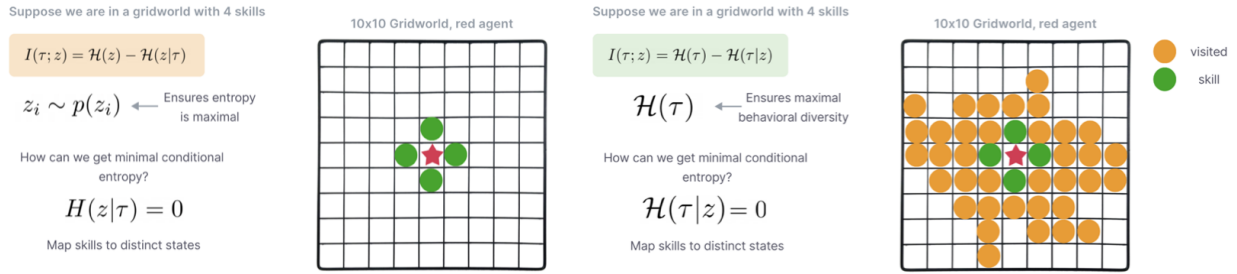 Suppose we are in a gridworld with 4 skills
I(τ; z) = H(z) − H(z|τ)
z_i ∼ p(z_i)
Ensures entropy
is maximal
How can we get minimal conditional
entropy?
H(z|τ) = 0
Map skills to distinct states
10x10 Gridworld, red agent
Suppose we are in a gridworld with 4 skills
I(τ; z) = H(τ) − H(τ|z)
H(τ)
Ensures maximal
behavioral diversity
How can we get minimal conditional
entropy?
H(τ|z) = 0
Map skills to distinct states
10x10 Gridworld, red agent
visited
skill